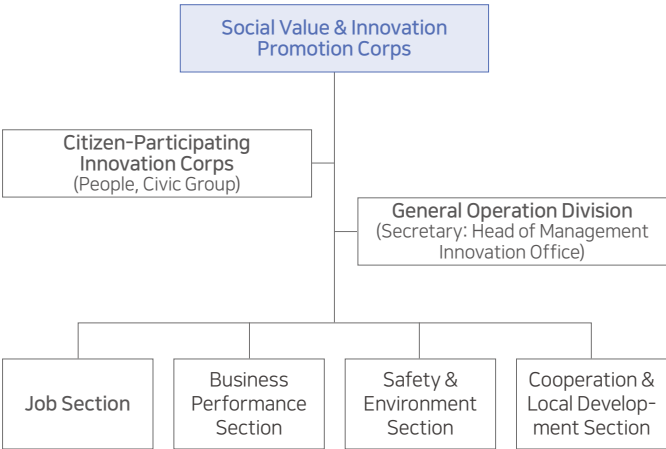 Social Value & Innovation
Promotion Corps
Citizen-Participating
Innovation Corps
(People, Civic Group)
General Operation Division
(Secretary: Head of Management
Innovation Office)
Job Section
Business
Performance
Section
Safety &
Environment
Section
Cooperation &
Local Develop-
ment Section